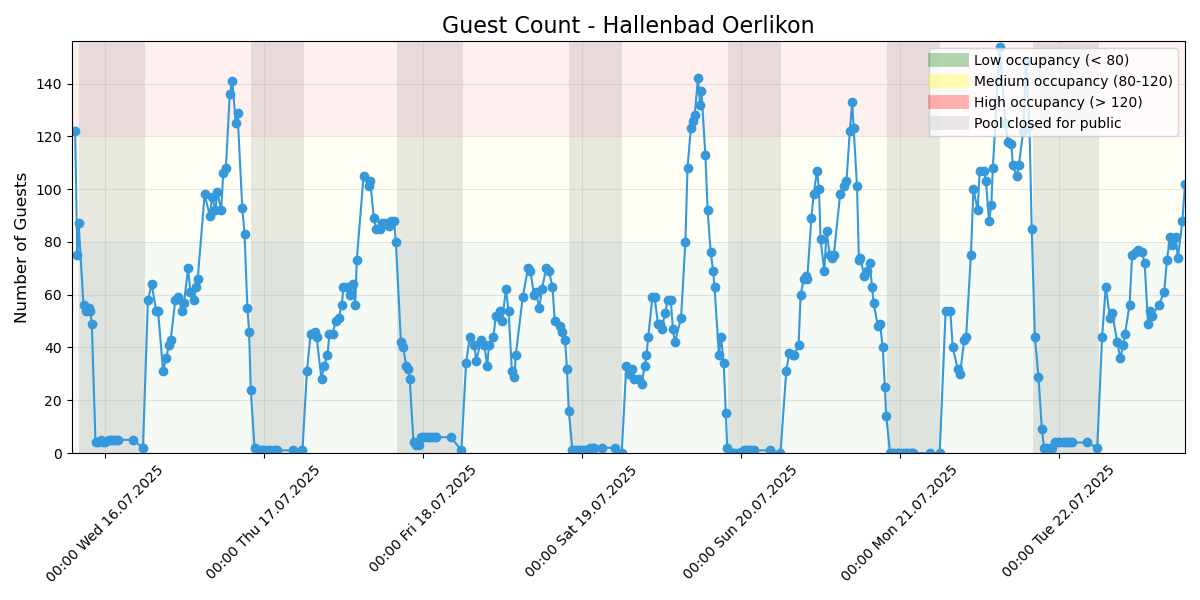 Guest Count - Hallenbad Oerlikon
Number of Guests
140
120
100
80
60
40
20
0
Low occupancy (< 80)
Medium occupancy (80-120)
High occupancy (> 120)
Pool closed for public
00:00 Wed 16.07.2025
00:00 Thu 17.07.2025
00:00 Fri 18.07.2025
00:00 Sat 19.07.2025
00:00 Sun 20.07.2025
00:00 Mon 21.07.2025
00:00 Tue 22.07.2025